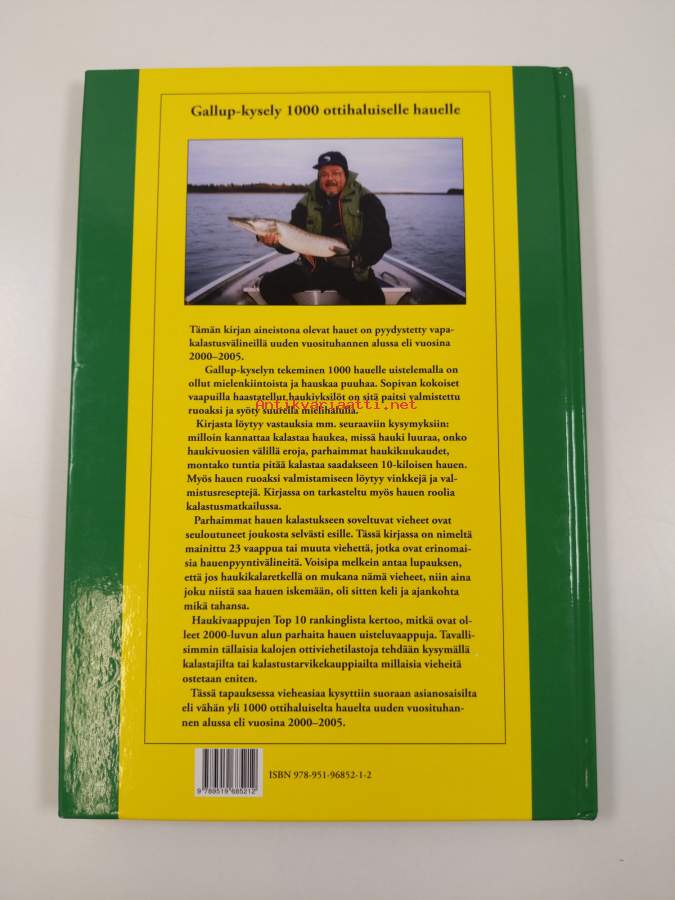 Gallup-kysely 1000 ottihaluiselle hauelle
Tämän kirjan aineistona olevat hauet on pyydystetty vapa-
kalastusvälineillä uuden vuosituhannen alussa eli vuosina
2000–2005.
Gallup-kyselyn tekeminen 1000 hauelle uistelemalla on
ollut mielenkiintoista ja hauskaa puuhaa. Sopivan kokoiset
vaapuilla haastatellut haukiyksilöt on sitä paitsi valmistettu
Antikvariaatti.net
ruoaksi ja syöty suurella mielihalulla.
Kirjasta löytyy vastauksia mm. seuraaviin kysymyksiin:
milloin kannattaa kalastaa haukea, missä hauki luuraa, onko
haukivuosien välillä eroja, parhaimmat haukikuukaudet,
montako tuntia pitää kalastaa saadakseen 10-kiloisen hauen.
Myös hauen ruoaksi valmistamiseen löytyy vinkkejä ja val-
mistusreseptejä. Kirjassa on tarkasteltu myös hauen roolia
kalastusmatkailussa.
Parhaimmat hauen kalastukseen soveltuvat vieheet ovat
seuloutuneet joukosta selvästi esille. Tässä kirjassa on nimeltä
mainittu 23 vaappua tai muuta viehettä, jotka ovat erinomai-
sia hauenpyyntivälineitä. Voisipa melkein antaa lupauksen,
että jos haukikalaretkellä on mukana nämä vieheet, niin aina
joku niistä saa hauen iskemään, oli sitten keli ja ajankohta
mikä tahansa.
Haukivaappujen Top 10 rankinglista kertoo, mitkä ovat ol-
leet 2000-luvun alun parhaita hauen uisteluvaappuja. Tavalli-
simmin tällaisia kalojen ottiviehetilastoja tehdään kysymällä
kalastajilta tai kalastustarvikekauppiailta millaisia vieheitä
ostetaan eniten.
Tässä tapauksessa vieheasiaa kysyttiin suoraan asianosaisilta
eli vähän yli 1000 ottihaluiselta hauelta uuden vuosituhan-
nen alussa eli vuosina 2000–2005.
ISBN 978-951-96852-1-2
9 789519 685212